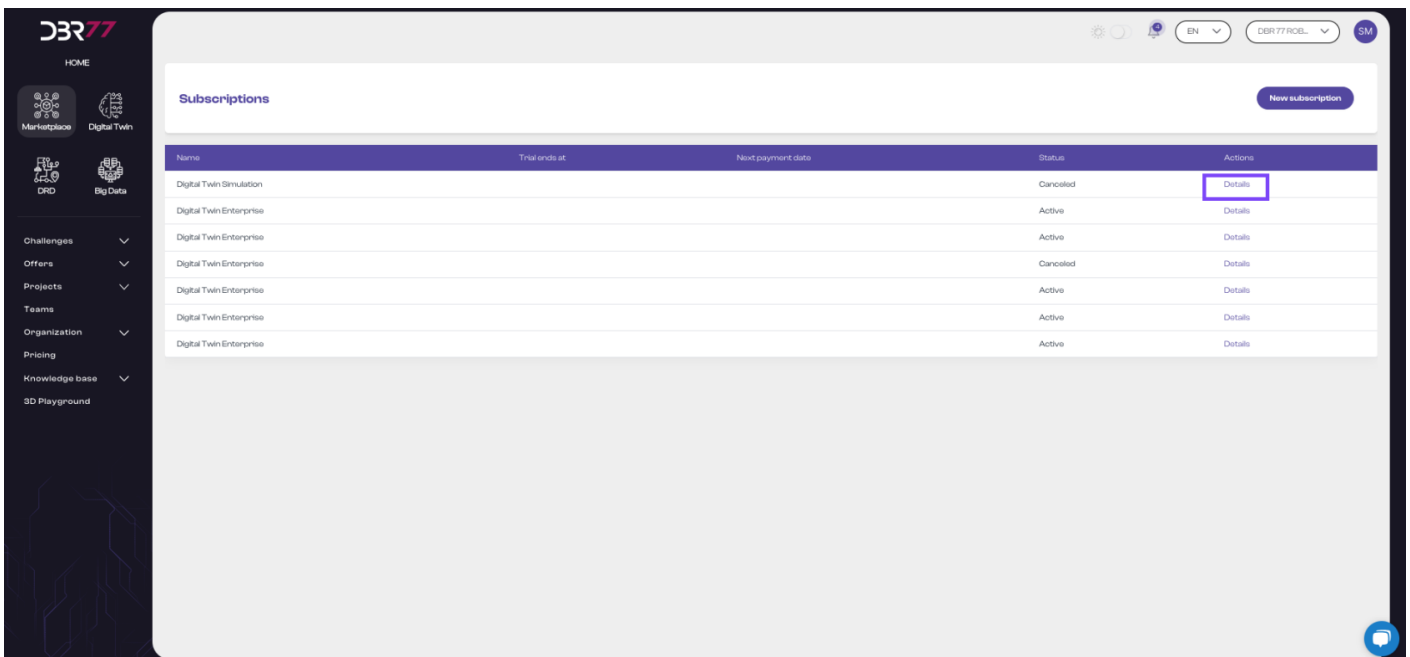 DBR77
HOME
Marketplace Digital Twin
DRD Big Data
Challenges
Offers
Projects
Teams
Organization
Pricing
Knowledge base
3D Playground
4 EN DBR 77 ROB... SM
Subscriptions New subscription
Name Trial ends at Next payment date Status Actions
Digital Twin Simulation Canceled Details
Digital Twin Enterprise Active Details
Digital Twin Enterprise Active Details
Digital Twin Enterprise Canceled Details
Digital Twin Enterprise Active Details
Digital Twin Enterprise Active Details
Digital Twin Enterprise Active Details